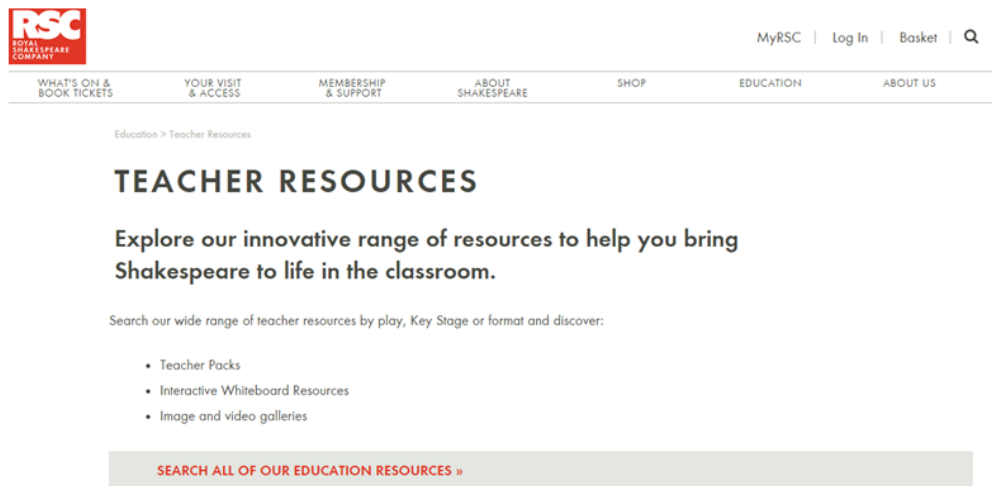 RSC
ROYAL
SHAKESPEARE
COMPANY
MyRSC | Log In | Basket |
WHAT'S ON &
BOOK TICKETS
YOUR VISIT
& ACCESS
MEMBERSHIP
& SUPPORT
ABOUT
SHAKESPEARE
SHOP
EDUCATION
ABOUT US
Education > Teacher Resources
TEACHER RESOURCES
Explore our innovative range of resources to help you bring
Shakespeare to life in the classroom.
Search our wide range of teacher resources by play, Key Stage or format and discover:
• Teacher Packs
• Interactive Whiteboard Resources
• Image and video galleries
SEARCH ALL OF OUR EDUCATION RESOURCES »